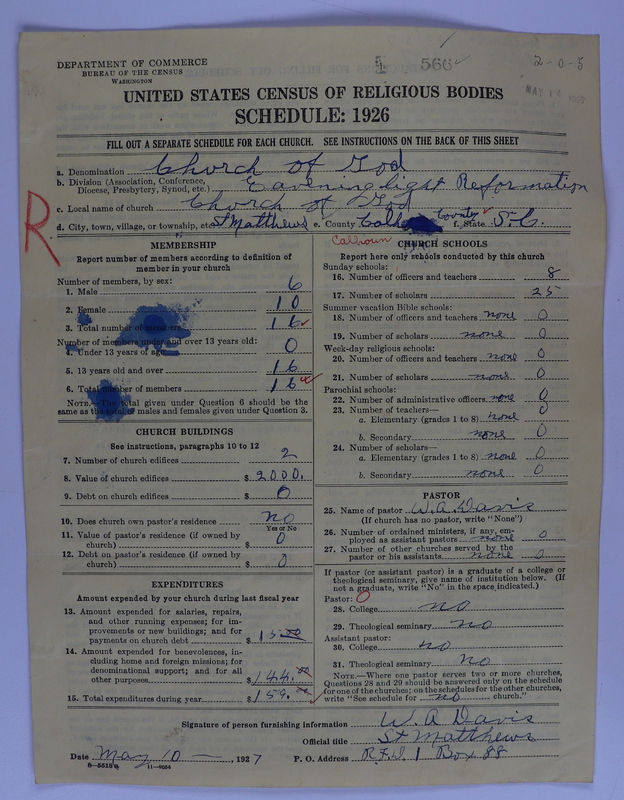 DEPARTMENT OF COMMERCE
BUREAU OF THE CENSUS
WASHINGTON
566
2-0-5
UNITED STATES CENSUS OF RELIGIOUS BODIES
SCHEDULE: 1926
FILL OUT A SEPARATE SCHEDULE FOR EACH CHURCH. SEE INSTRUCTIONS ON THE BACK OF THIS SHEET
R.
a. Denomination Church of God
b. Division (Association, Conference, Diocese, Presbytery, Synod, etc.) Eavening light Reformation
c. Local name of church Church of God
d. City, town, village, or township, etc. St Matthews e. County County f. State S.C.
Calhoun
MEMBERSHIP
Report number of members according to definition of
member in your church
Number of members, by sex:
1. Male 6
2. Female 10
3. Total number of members 16
Number of members under and over 13 years old:
4. Under 13 years of age 0
5. 13 years old and over 16
6. Total number of members 16
NOTE.—The total given under Question 6 should be the
same as the total of males and females given under Question 3.
CHURCH BUILDINGS
See instructions, paragraphs 10 to 12
7. Number of church edifices 2
8. Value of church edifices $ 2000.
9. Debt on church edifices $ 0
10. Does church own pastor's residence no
Yes or No
11. Value of pastor's residence (if owned by
church) $ 0
12. Debt on pastor's residence (if owned by
church) $ 0
EXPENDITURES
Amount expended by your church during last fiscal year
13. Amount expended for salaries, repairs,
and other running expenses; for im-
provements or new buildings; and for
payments on church debt $ 15.00
14. Amount expended for benevolences, in-
cluding home and foreign missions; for
denominational support; and for all
other purposes $ 144.00
15. Total expenditures during year $ 159.00
CHURCH SCHOOLS
Report here only schools conducted by this church
Sunday schools:
16. Number of officers and teachers 8
17. Number of scholars 25
Summer vacation Bible schools:
18. Number of officers and teachers none 0
19. Number of scholars none 0
Week-day religious schools:
20. Number of officers and teachers none 0
21. Number of scholars none 0
Parochial schools:
22. Number of administrative officers none 0
23. Number of teachers—
a. Elementary (grades 1 to 8) none 0
b. Secondary none 0
24. Number of scholars—
a. Elementary (grades 1 to 8) none 0
b. Secondary none 0
PASTOR
25. Name of pastor W. A. Davis
(If church has no pastor, write "None")
26. Number of ordained ministers, if any, em-
ployed as assistant pastors none 0
27. Number of other churches served by the
pastor or his assistants none 0
If pastor (or assistant pastor) is a graduate of a college or
theological seminary, give name of institution below. (If
not a graduate, write "No" in the space indicated.)
Pastor: 0
28. College no
29. Theological seminary no
Assistant pastor:
30. College no
31. Theological seminary no
NOTE.—Where one pastor serves two or more churches,
Questions 28 and 29 should be answered only on the schedule
for one of the churches; on the schedules for the other churches,
write "See schedule for no church."
Signature of person furnishing information W. A Davis
Official title St Matthews
Date May 10, 1927 P. O. Address R.F.D. 1 Box 88
8-5518 11-9654